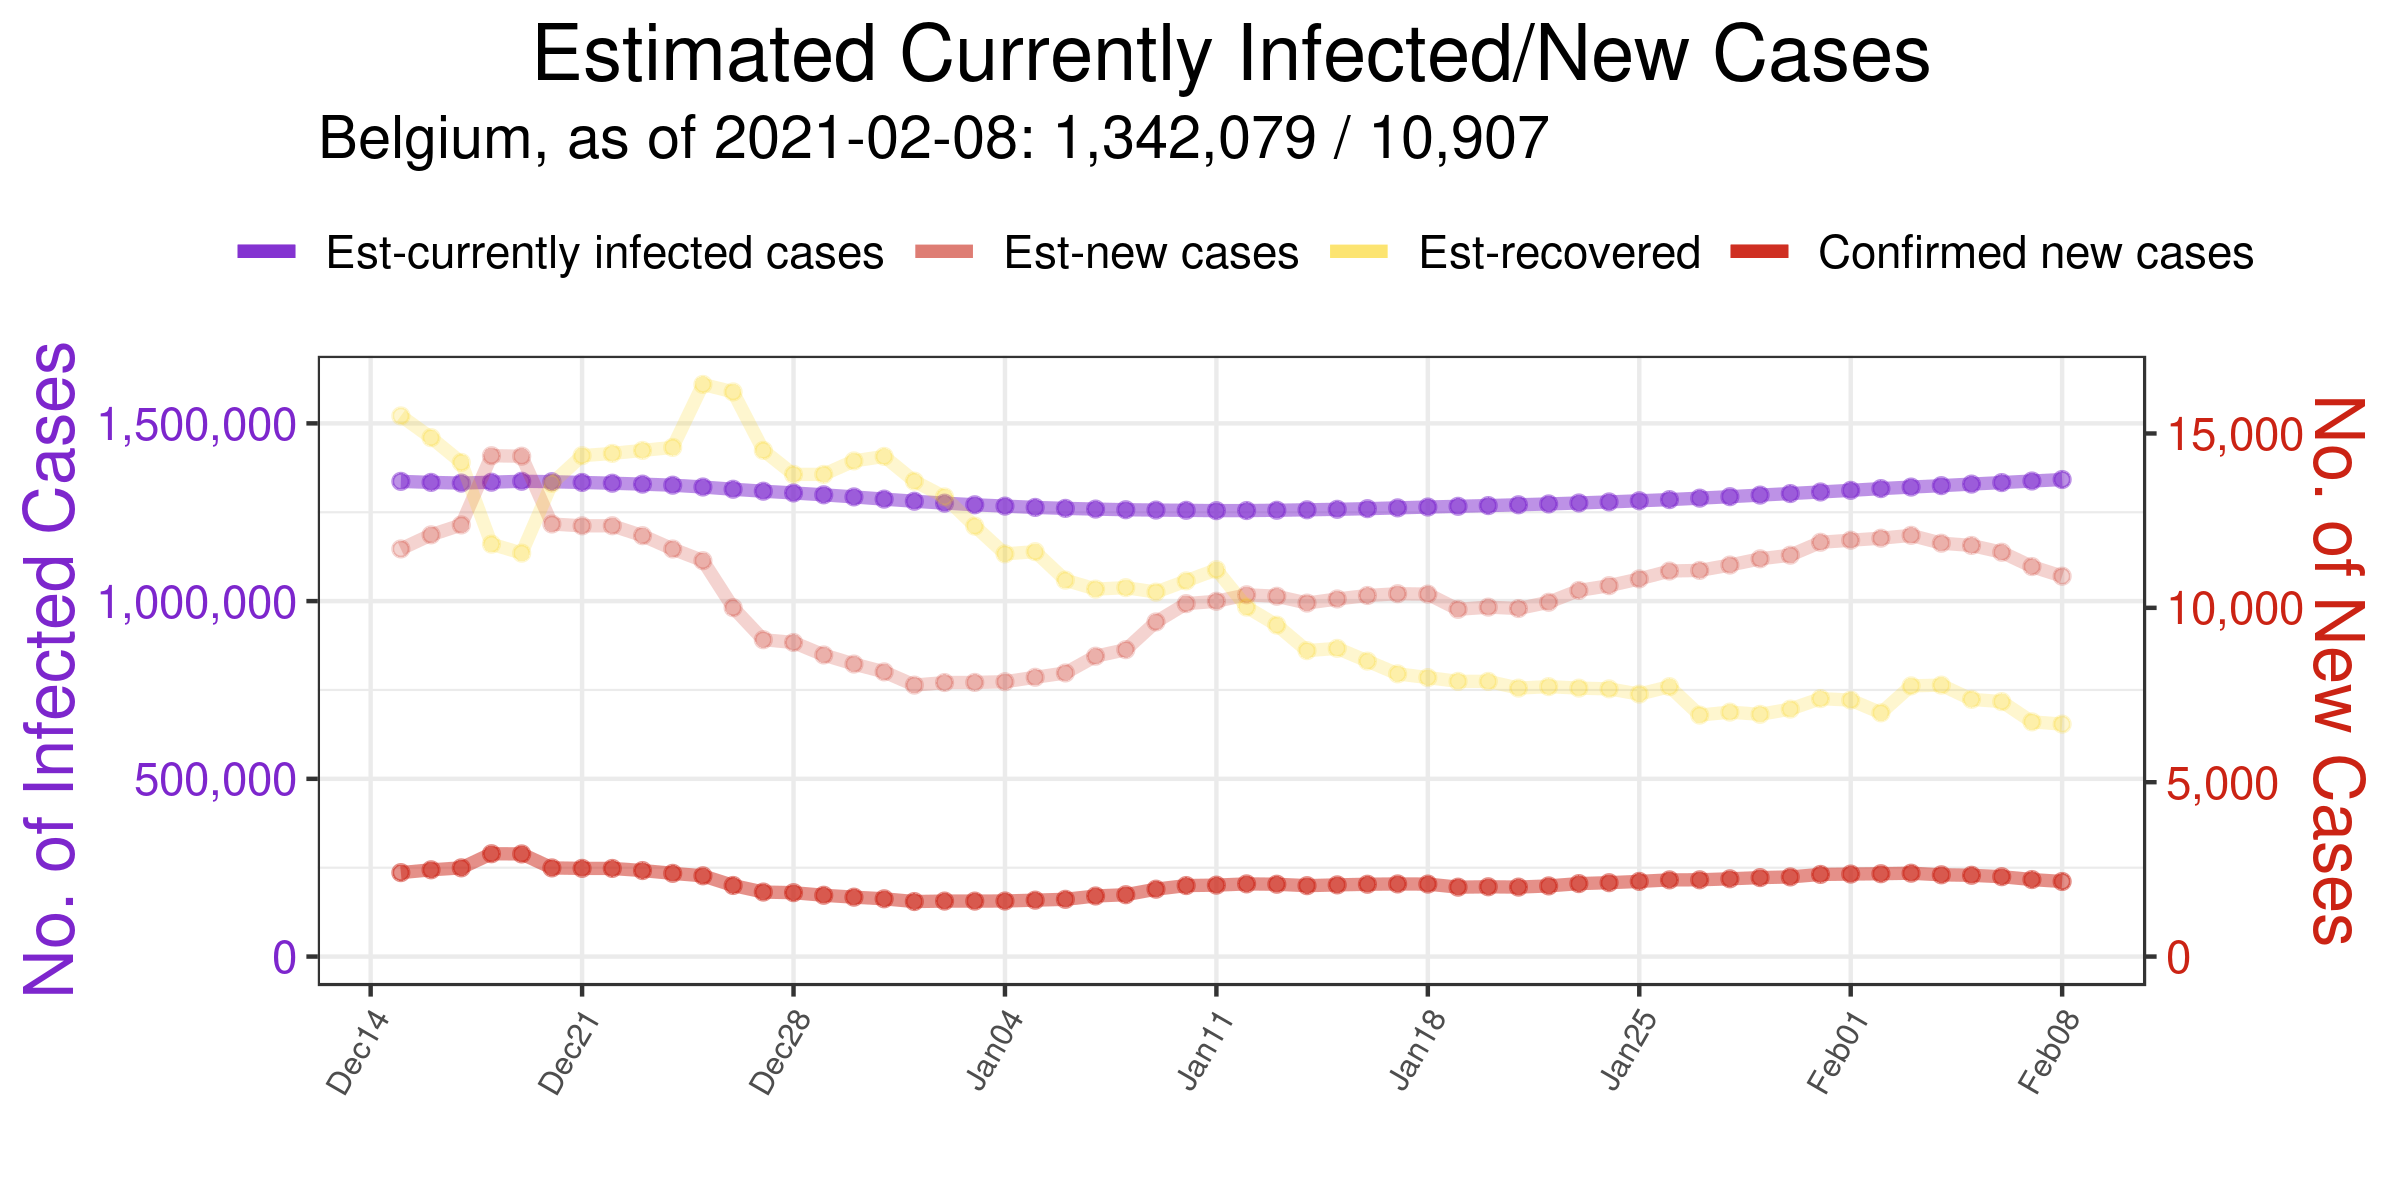 Estimated Currently Infected/New Cases
Belgium, as of 2021-02-08: 1,342,079 / 10,907
Est-currently infected cases Est-new cases Est-recovered Confirmed new cases
No. of Infected Cases
1,500,000
1,000,000
500,000
0
15,000
10,000
5,000
0
No. of New Cases
Dec14 Dec21 Dec28 Jan04 Jan11 Jan18 Jan25 Feb01 Feb08